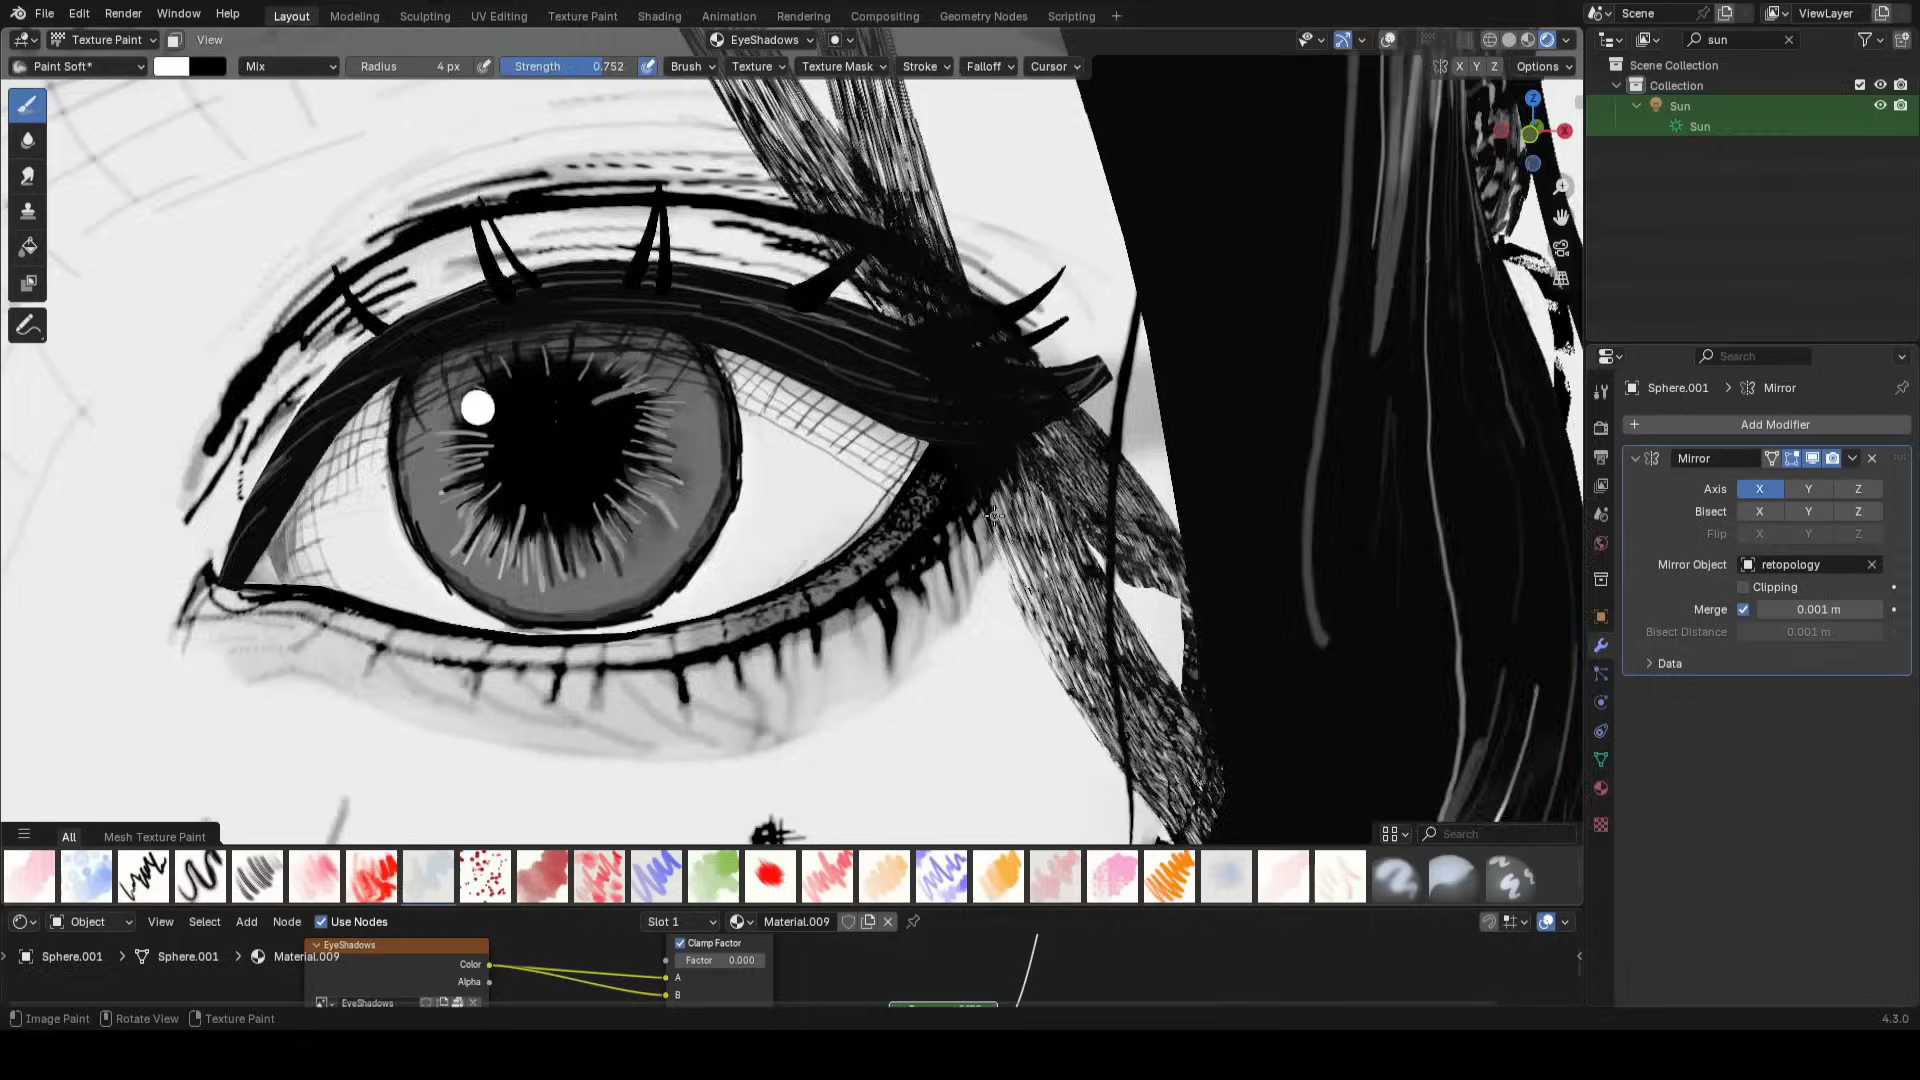 File Edit Render Window Help Layout Modeling Sculpting UV Editing Texture Paint Shading Animation Rendering Compositing Geometry Nodes Scripting + Scene ViewLayer
Texture Paint View EyeShadows sun
Paint Soft* Mix Radius 4 px Strength 0.752 Brush Texture Texture Mask Stroke Falloff Cursor X Y Z Options
Scene Collection
Collection
Sun
Sun
Z
X
Search
Sphere.001 > Mirror
Add Modifier
Mirror
Axis X Y Z
Bisect X Y Z
Flip X Y Z
Mirror Object retopology
Clipping
Merge 0.001 m
Bisect Distance 0.001 m
Data
All Mesh Texture Paint Search
Object View Select Add Node Use Nodes Slot 1 Material.009
EyeShadows Clamp Factor
Sphere.001 > Sphere.001 > Material.009
Color Factor 0.000
Alpha A
EyeShadows B
Image Paint Rotate View Texture Paint 4.3.0